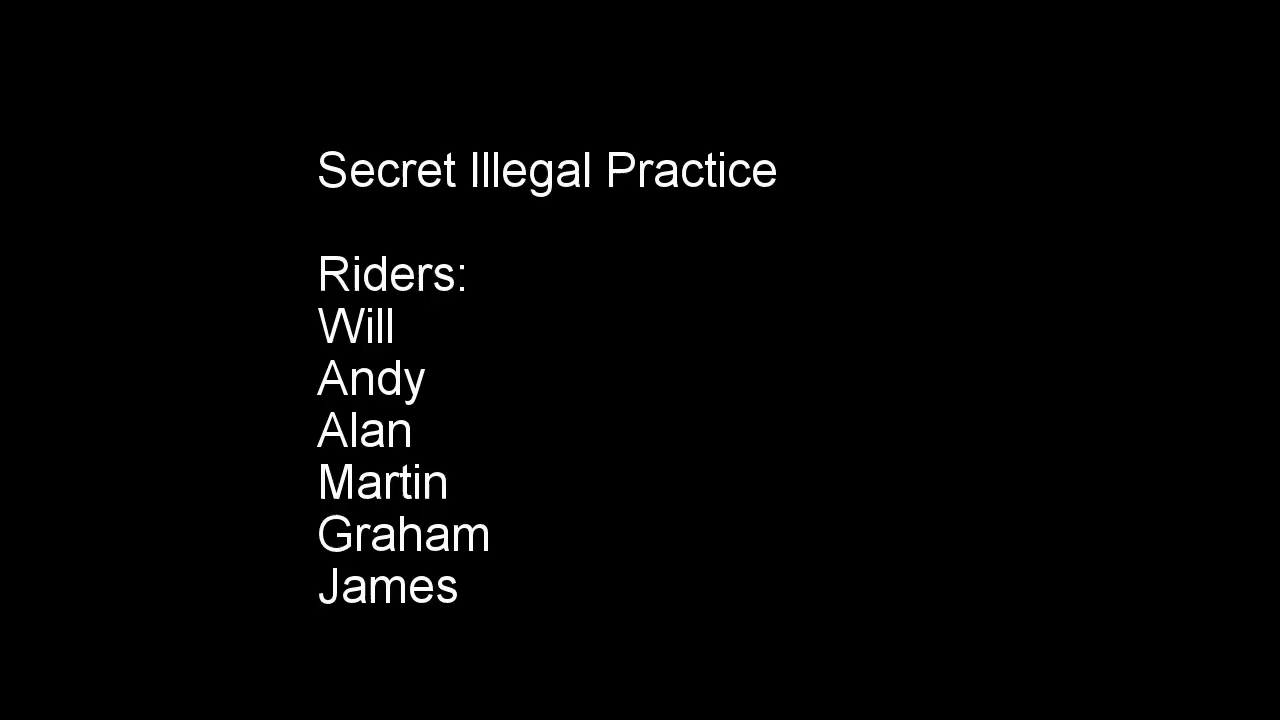 Secret Illegal Practice
Riders:
Will
Andy
Alan
Martin
Graham
James